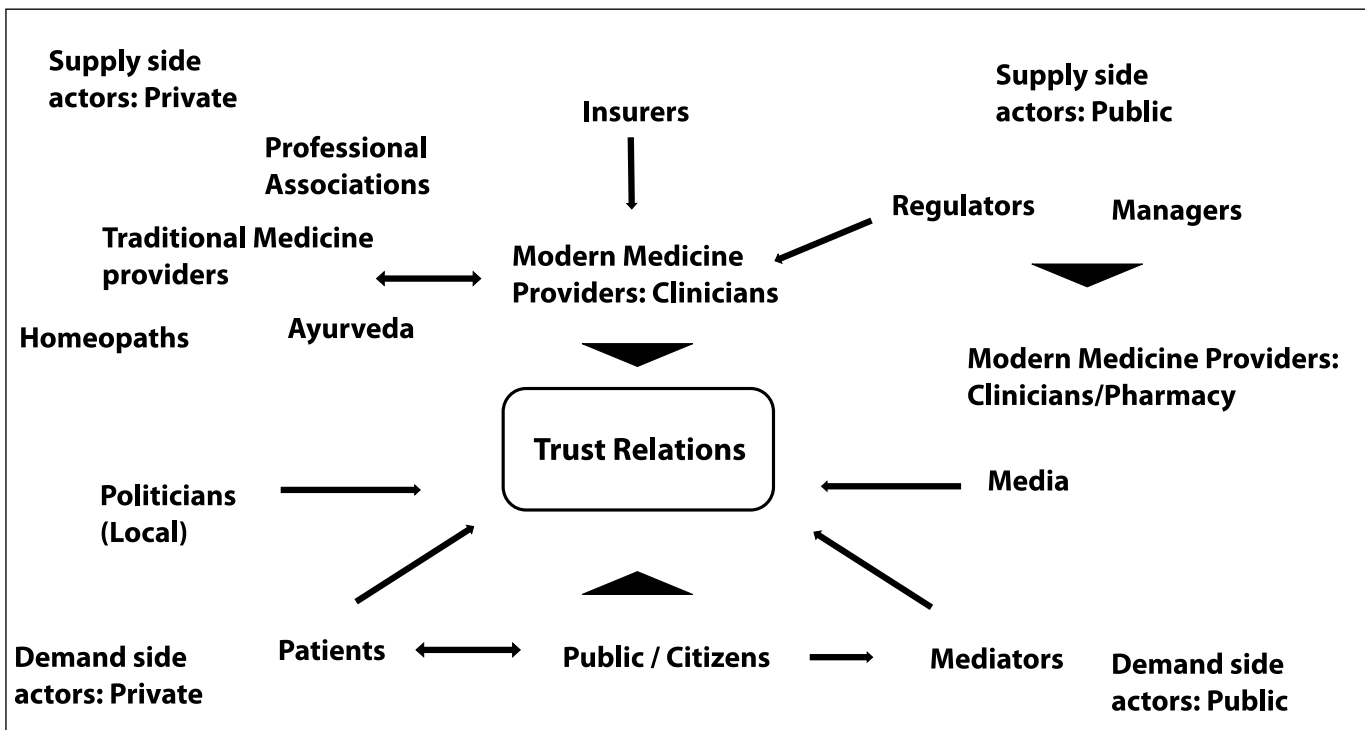 Supply side
actors: Private
Supply side
actors: Public
Insurers
Professional
Associations
Regulators
Managers
Traditional Medicine
providers
Modern Medicine
Providers: Clinicians
Homeopaths
Ayurveda
Modern Medicine Providers:
Clinicians/Pharmacy
Trust Relations
Politicians
(Local)
Media
Patients
Public / Citizens
Mediators
Demand side
actors: Private
Demand side
actors: Public